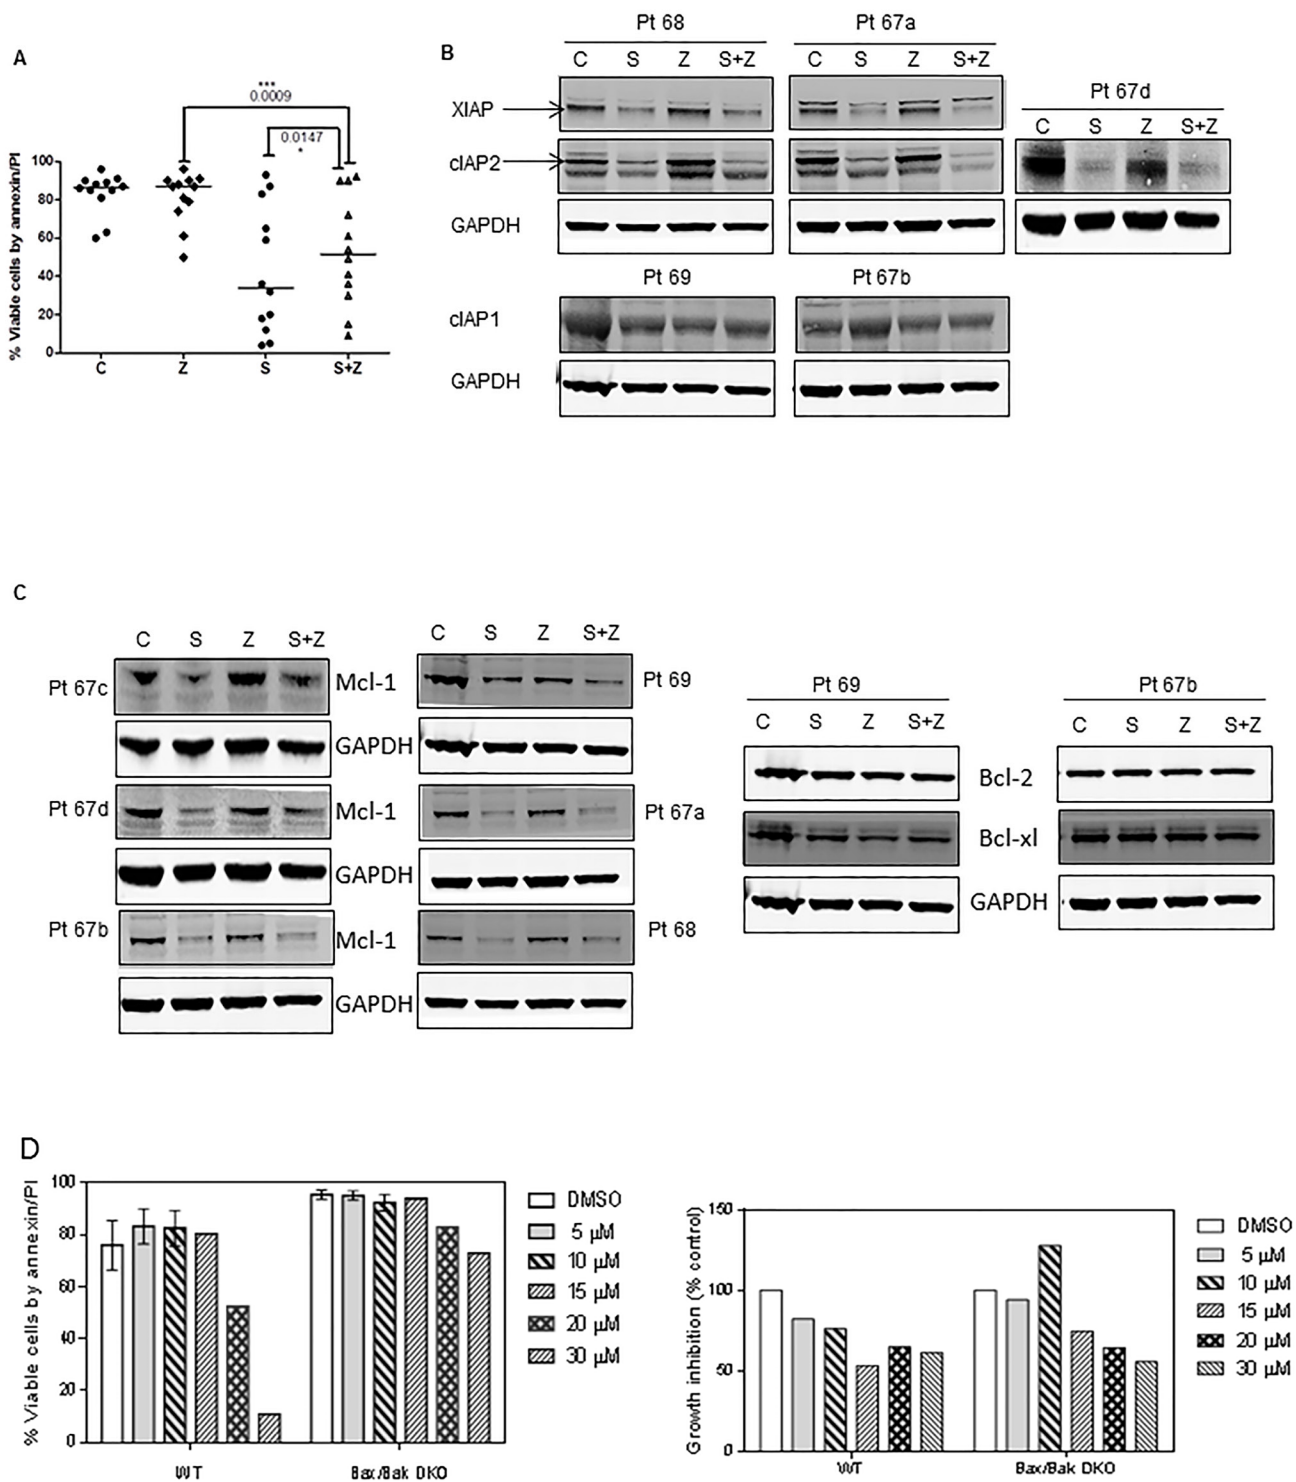 A
% Viable cells by annexin/PI
100
80
60
40
20
0
***
0.0009
0.0147
*
C Z S S+Z
B
Pt 68 Pt 67a
C S Z S+Z C S Z S+Z
Pt 67d
C S Z S+Z
XIAP
cIAP2
GAPDH
Pt 69 Pt 67b
cIAP1
GAPDH
C
C S Z S+Z C S Z S+Z
Pt 67c Mcl-1 Pt 69
GAPDH
Pt 67d Mcl-1 Pt 67a
GAPDH
Pt 67b Mcl-1 Pt 68
GAPDH
Pt 69 Pt 67b
C S Z S+Z C S Z S+Z
Bcl-2
Bcl-xl
GAPDH
D
% Viable cells by annexin/PI
100
80
60
40
20
0
WT Bax/Bak DKO
DMSO
5 µM
10 µM
15 µM
20 µM
30 µM
Growth inhibition (% control)
150
100
50
0
WT Bax/Bak DKO
DMSO
5 µM
10 µM
15 µM
20 µM
30 µM